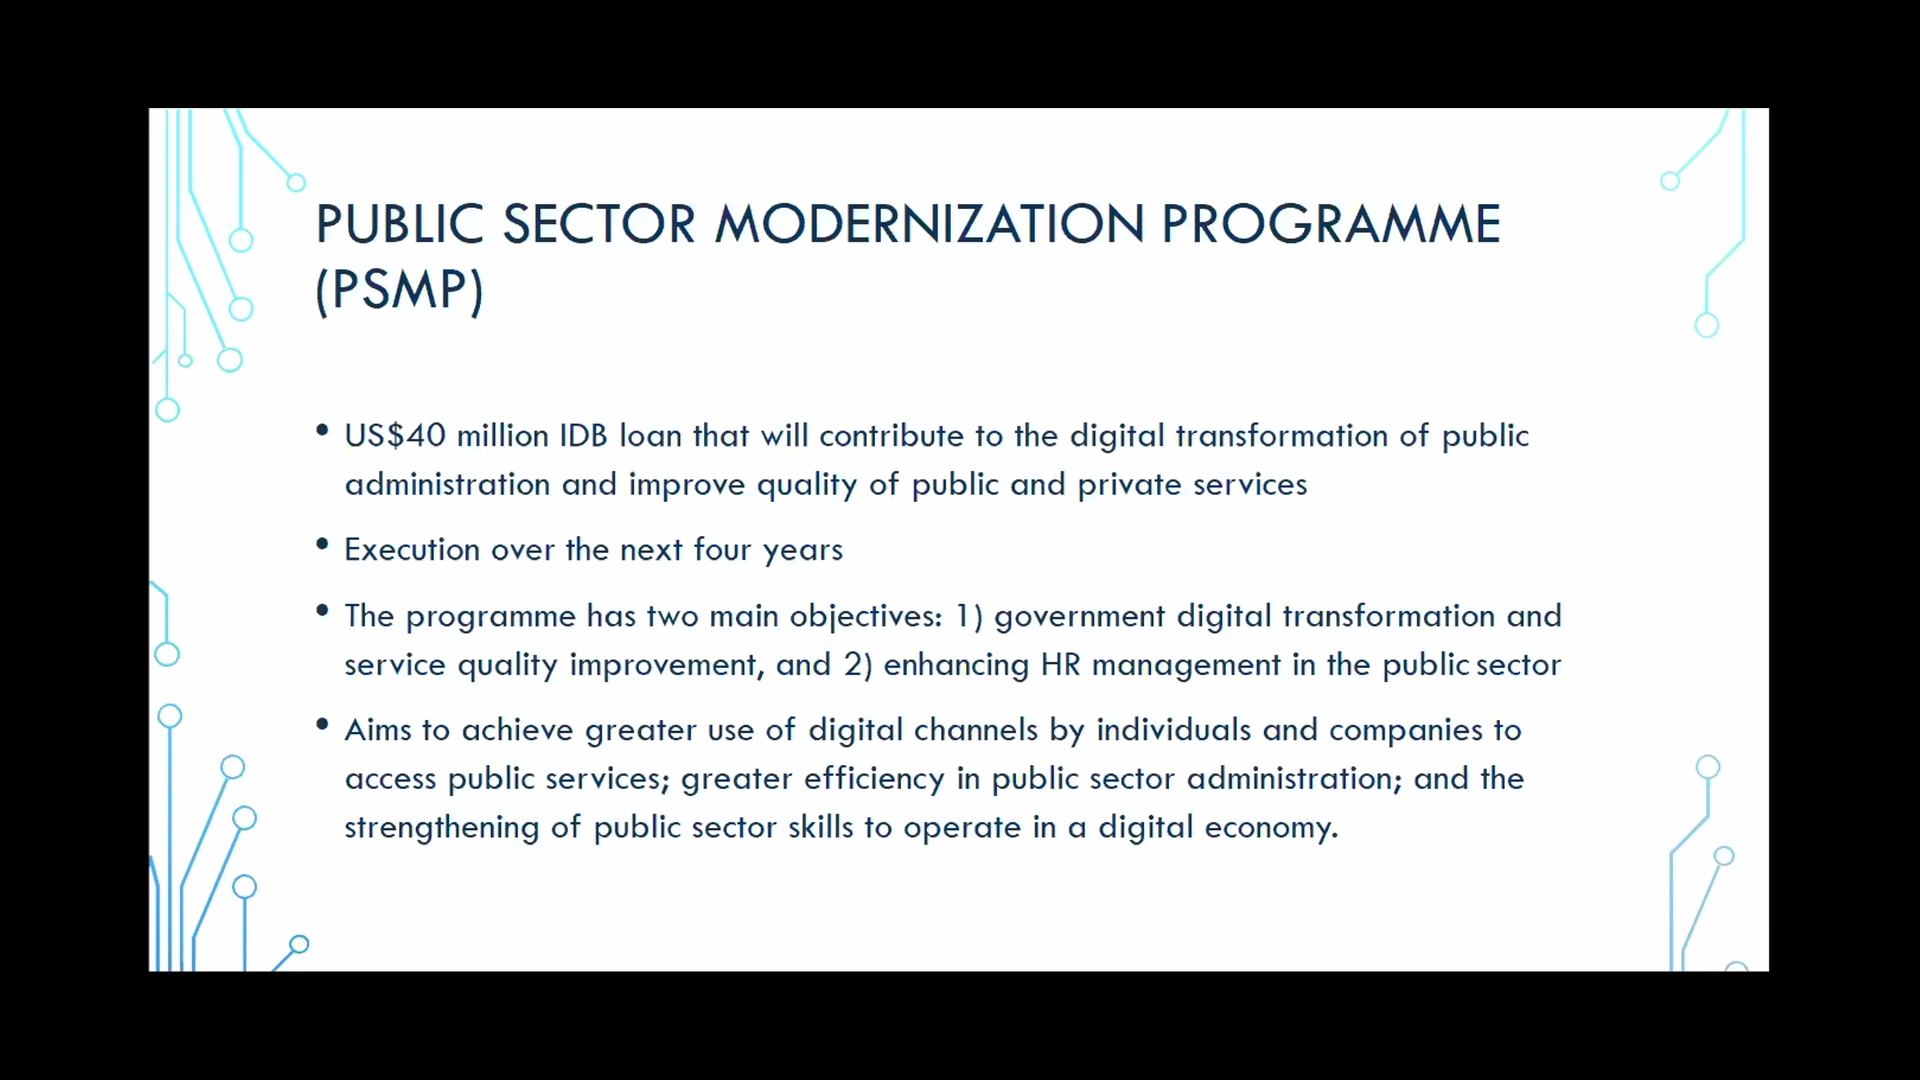 PUBLIC SECTOR MODERNIZATION PROGRAMME
(PSMP)
• US$40 million IDB loan that will contribute to the digital transformation of public
administration and improve quality of public and private services
• Execution over the next four years
• The programme has two main objectives: 1) government digital transformation and
service quality improvement, and 2) enhancing HR management in the public sector
• Aims to achieve greater use of digital channels by individuals and companies to
access public services; greater efficiency in public sector administration; and the
strengthening of public sector skills to operate in a digital economy.